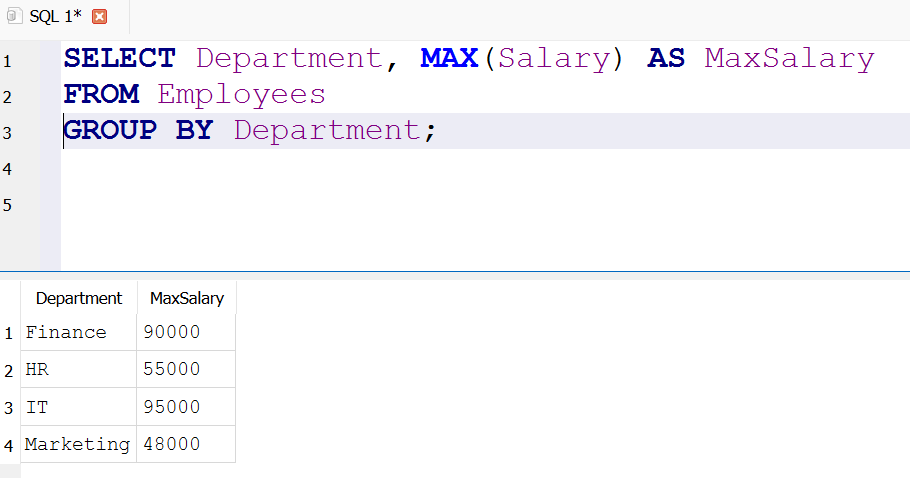 SQL 1*
1 SELECT Department, MAX(Salary) AS MaxSalary
2 FROM Employees
3 GROUP BY Department;
4
5
Department MaxSalary
1 Finance 90000
2 HR 55000
3 IT 95000
4 Marketing 48000